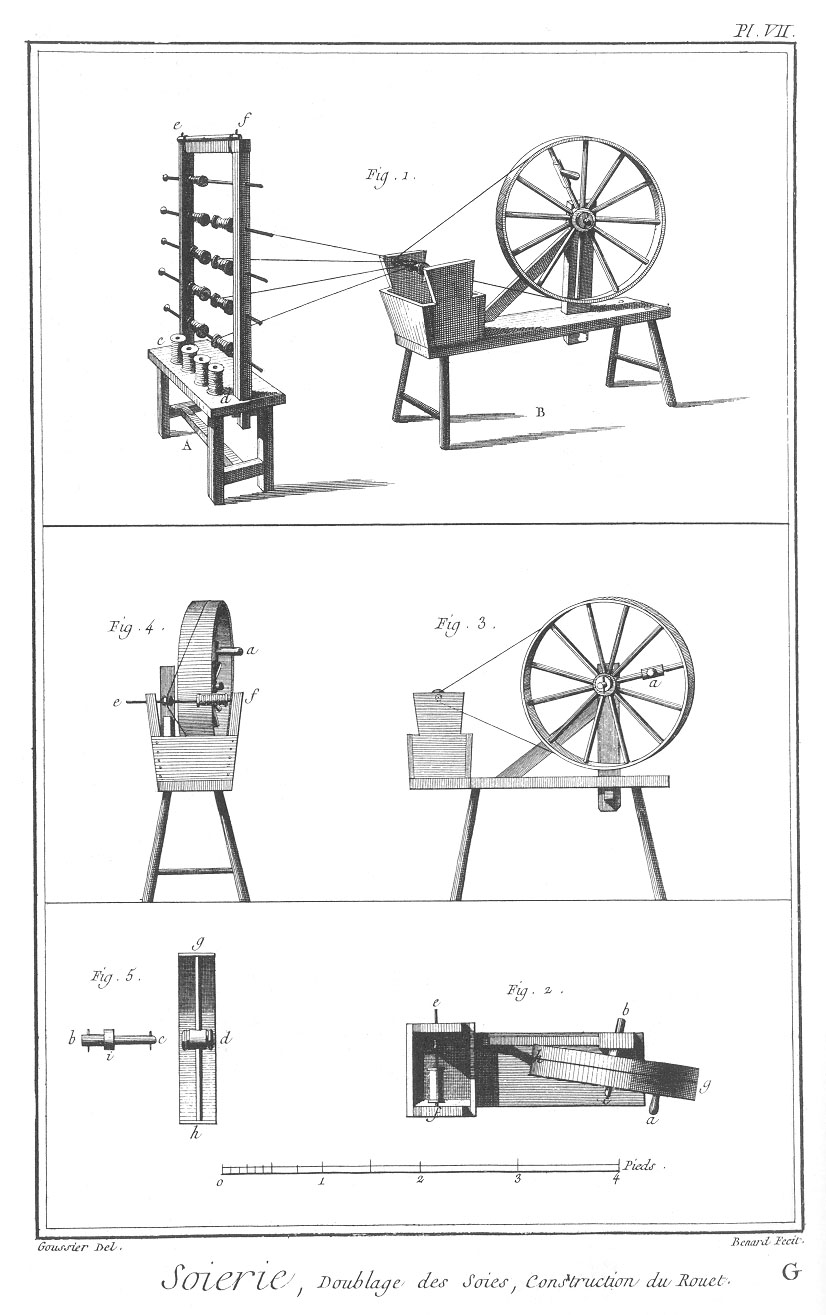 Pl. VII.
e f
Fig. 1.
c
d
A
B
Fig. 4.
a
e f
Fig. 3.
a
g
Fig. 5.
b c
i
d
h
Fig. 2.
e
b
h
g
c
f
a
0 1 2 3 4 Pieds.
Goussier Del.
Benard Fecit.
Soierie, Doublage des Soies, Construction du Rouet.
G